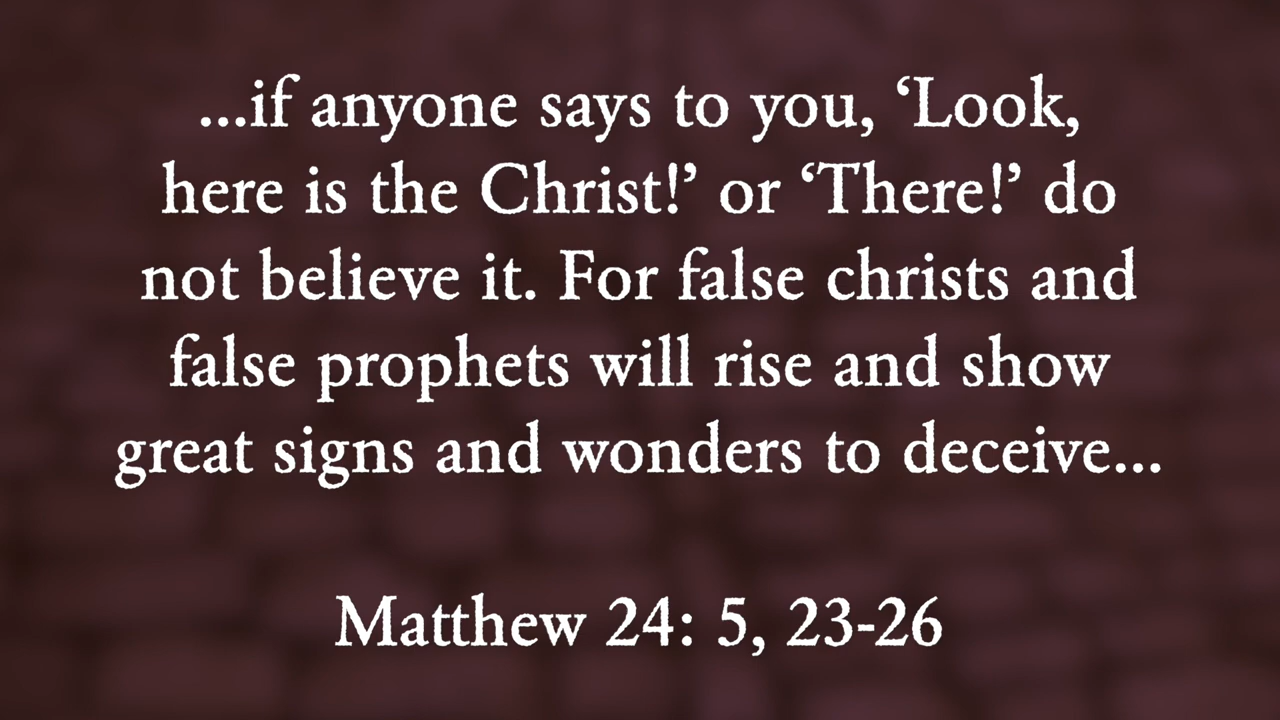 ...if anyone says to you, ‘Look,
here is the Christ!’ or ‘There!’ do
not believe it. For false christs and
false prophets will rise and show
great signs and wonders to deceive...
Matthew 24: 5, 23-26